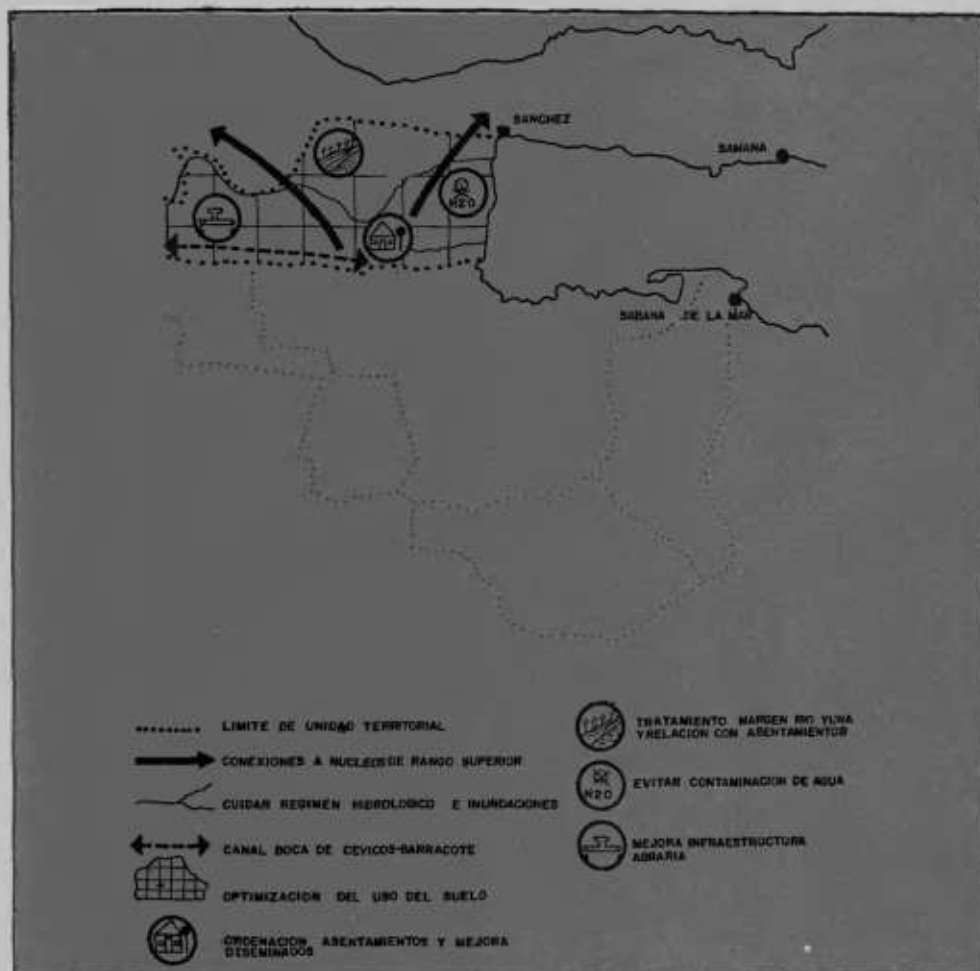 SANCHEZ
SAMANA
H2O
SABANA DE LA MAR
LIMITE DE UNIDAD TERRITORIAL
CONEXIONES A NUCLEOS DE RANGO SUPERIOR
CUIDAR REGIMEN HIDROLOGICO E INUNDACIONES
CANAL BOCA DE CEVICOS-BARRACOTE
OPTIMIZACION DEL USO DEL SUELO
ORDENACION ASENTAMIENTOS Y MEJORA
DISEMINADOS
TRATAMIENTO MARGEN RIO YUNA
Y RELACION CON ASENTAMIENTOS
H2O
EVITAR CONTAMINACION DE AGUA
MEJORA INFRAESTRUCTURA
AGRARIA